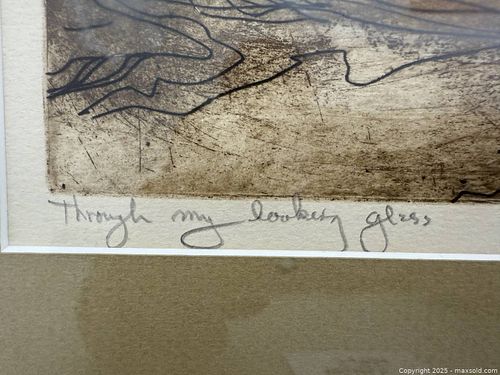 Through my looking glass
Copyright 2025 - maxsold.com